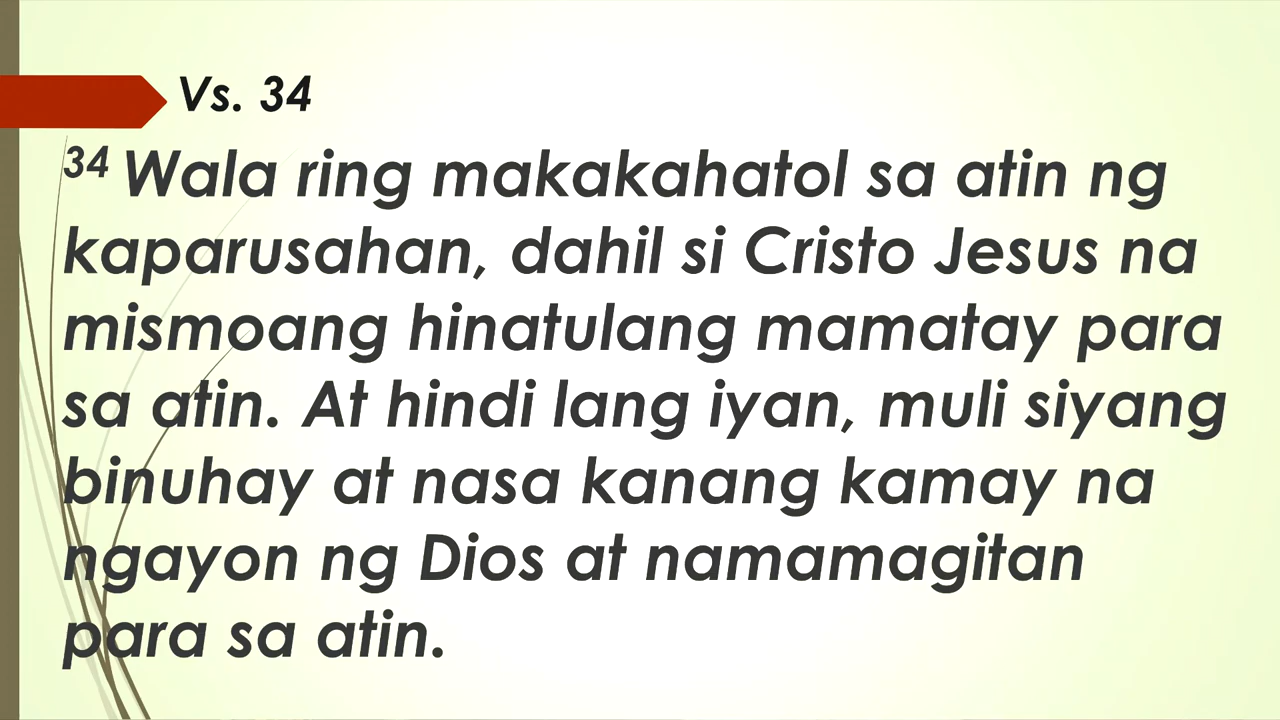 Vs. 34
34 Wala ring makakahatol sa atin ng
kaparusahan, dahil si Cristo Jesus na
mismoang hinatulang mamatay para
sa atin. At hindi lang iyan, muli siyang
binuhay at nasa kanang kamay na
ngayon ng Dios at namamagitan
para sa atin.